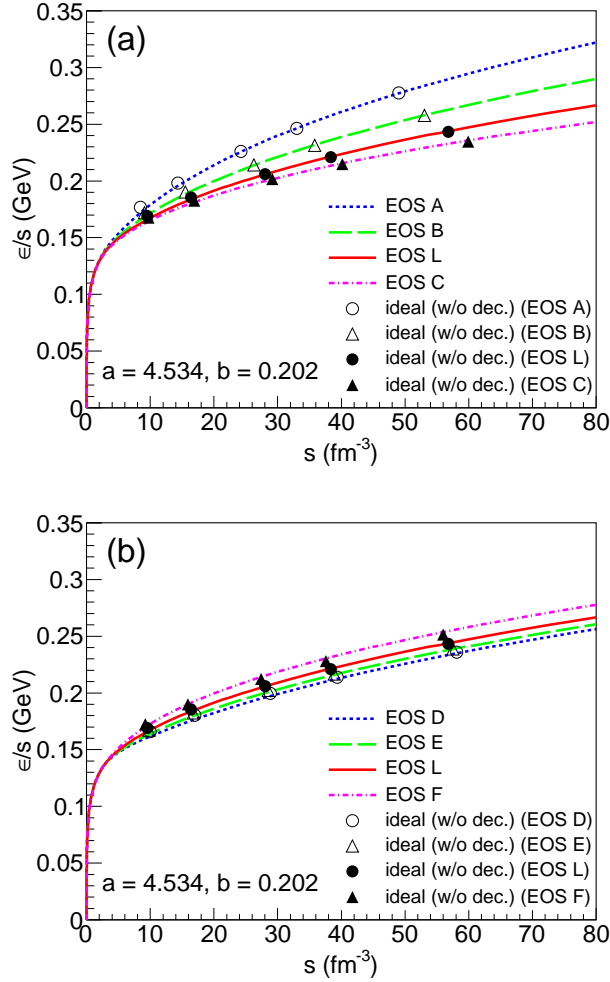 (a)
ϵ/s (GeV)
0.35
0.3
0.25
0.2
0.15
0.1
0.05
0
EOS A
EOS B
EOS L
EOS C
ideal (w/o dec.) (EOS A)
ideal (w/o dec.) (EOS B)
ideal (w/o dec.) (EOS L)
ideal (w/o dec.) (EOS C)
a = 4.534, b = 0.202
0 10 20 30 40 50 60 70 80
s (fm⁻³)
(b)
ϵ/s (GeV)
0.35
0.3
0.25
0.2
0.15
0.1
0.05
0
EOS D
EOS E
EOS L
EOS F
ideal (w/o dec.) (EOS D)
ideal (w/o dec.) (EOS E)
ideal (w/o dec.) (EOS L)
ideal (w/o dec.) (EOS F)
a = 4.534, b = 0.202
0 10 20 30 40 50 60 70 80
s (fm⁻³)